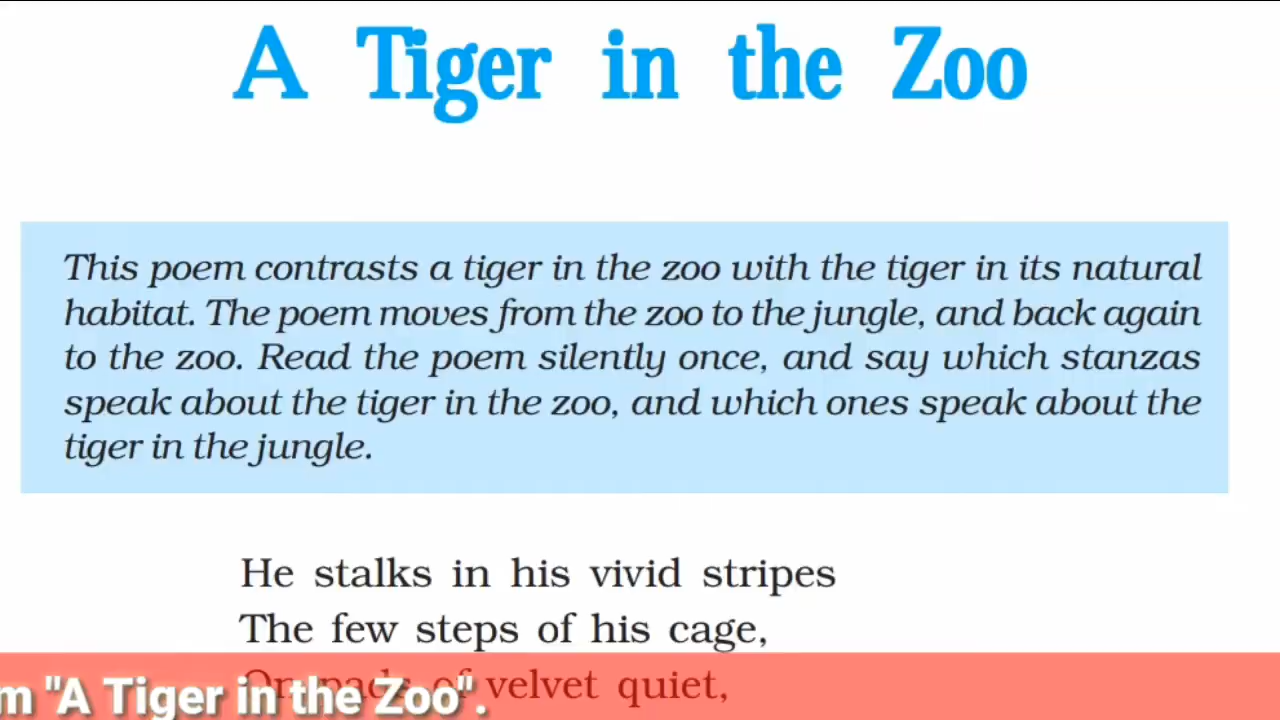 A Tiger in the Zoo
This poem contrasts a tiger in the zoo with the tiger in its natural
habitat. The poem moves from the zoo to the jungle, and back again
to the zoo. Read the poem silently once, and say which stanzas
speak about the tiger in the zoo, and which ones speak about the
tiger in the jungle.
He stalks in his vivid stripes
The few steps of his cage,
On pads of velvet quiet,
m "A Tiger in the Zoo".